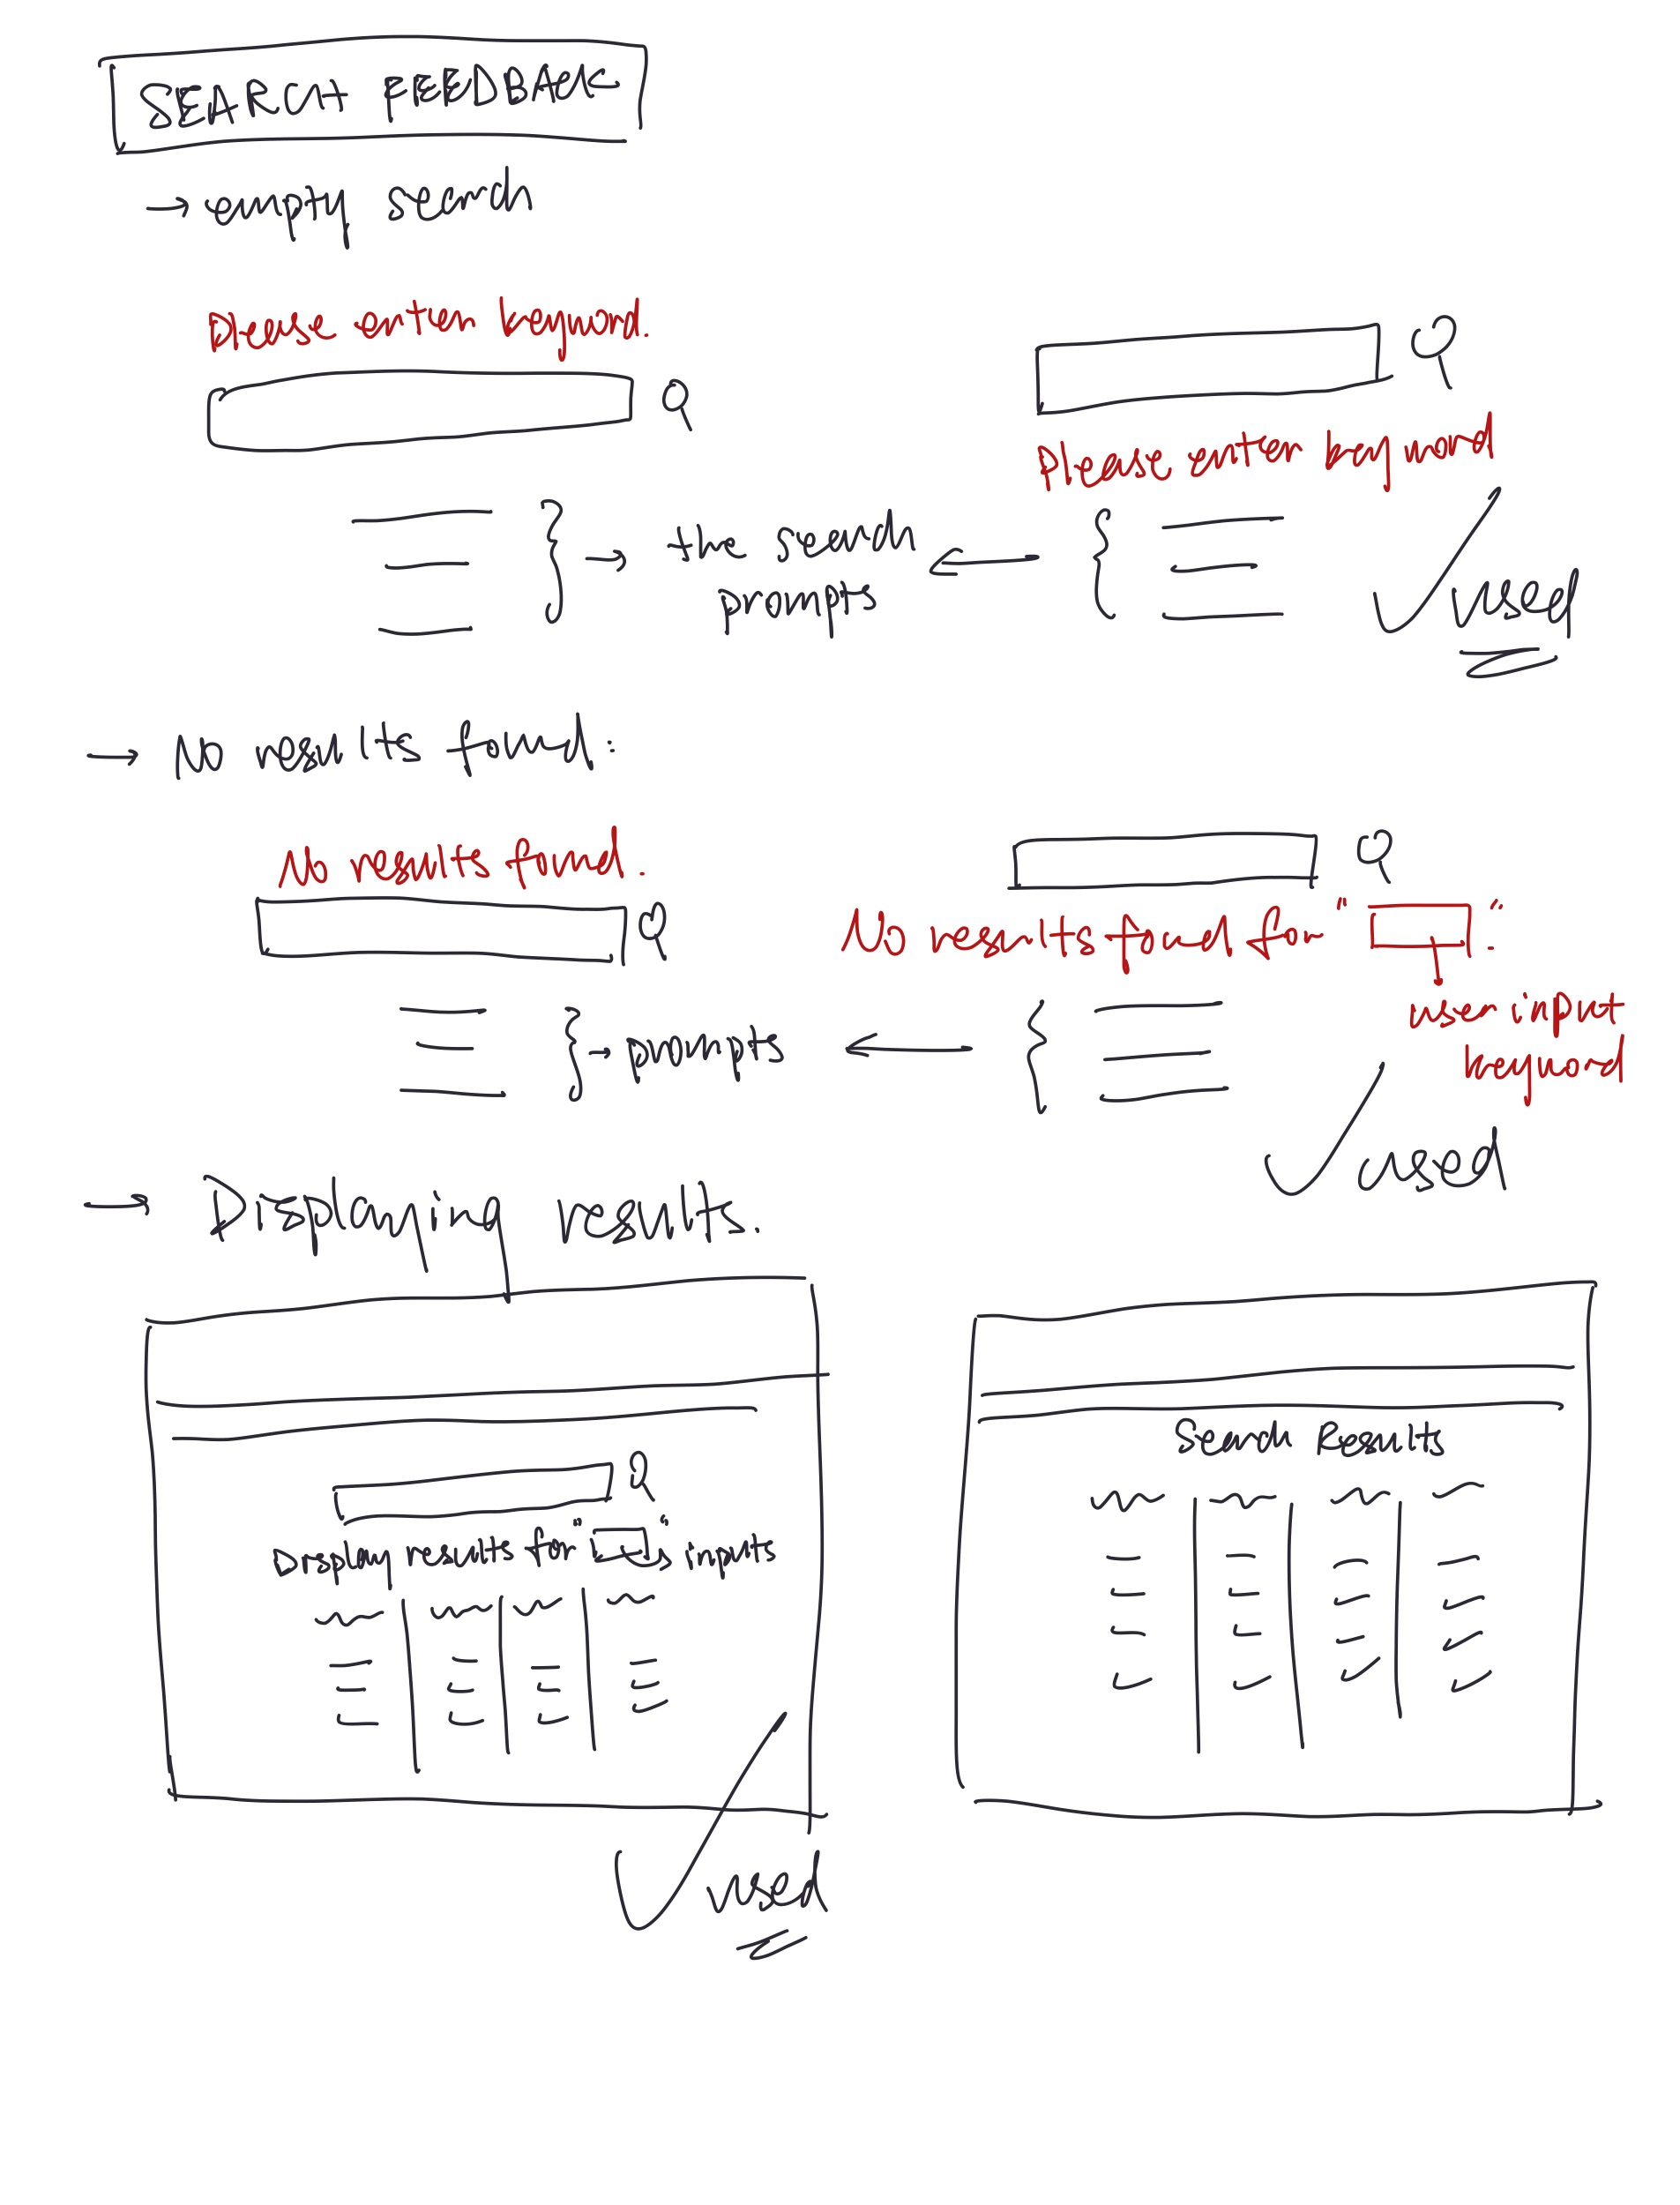 SEARCH FEEDBACK
→ empty search
Please enter keyword.
Please enter keyword
} → the search ← {
prompts
used
→ No results found:
No results found.
No results found for " ".
user input
keyword
} → prompts ← {
used
→ Displaying results.
Display results for " " inputs
Search Results
used